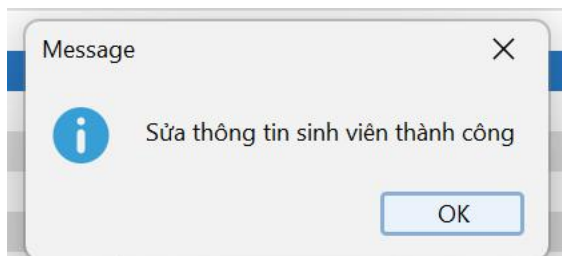 Message
Sửa thông tin sinh viên thành công
OK